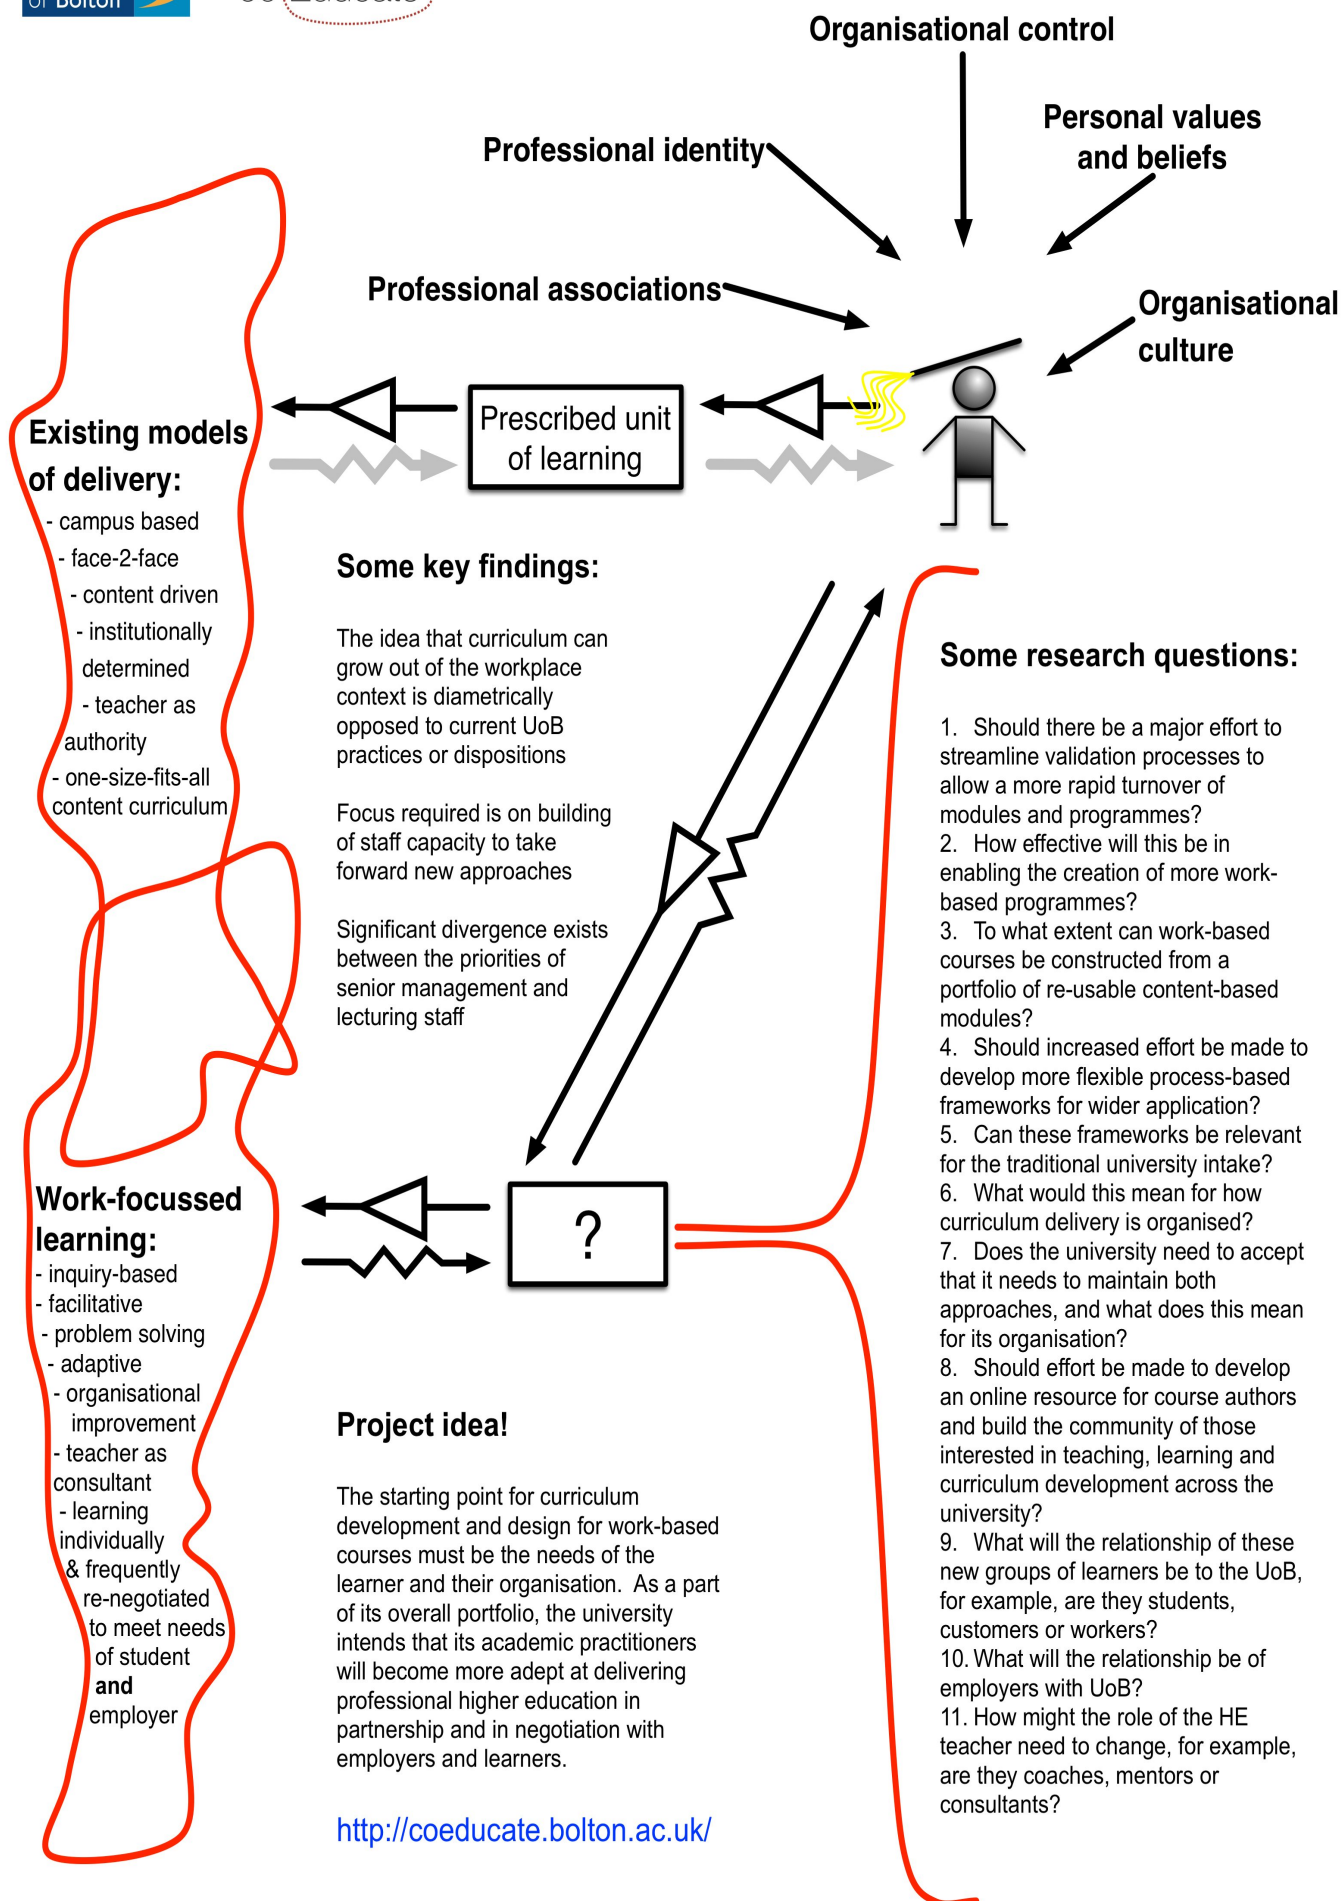 of Bolton
Organisational control
Personal values
and beliefs
Professional identity
Professional associations
Organisational
culture
Prescribed unit
of learning
Existing models
of delivery:
- campus based
- face-2-face
- content driven
- institutionally
determined
- teacher as
authority
- one-size-fits-all
content curriculum
Some key findings:
The idea that curriculum can
grow out of the workplace
context is diametrically
opposed to current UoB
practices or dispositions
Focus required is on building
of staff capacity to take
forward new approaches
Significant divergence exists
between the priorities of
senior management and
lecturing staff
Some research questions:
1. Should there be a major effort to
streamline validation processes to
allow a more rapid turnover of
modules and programmes?
2. How effective will this be in
enabling the creation of more work-
based programmes?
3. To what extent can work-based
courses be constructed from a
portfolio of re-usable content-based
modules?
4. Should increased effort be made to
develop more flexible process-based
frameworks for wider application?
5. Can these frameworks be relevant
for the traditional university intake?
6. What would this mean for how
curriculum delivery is organised?
7. Does the university need to accept
that it needs to maintain both
approaches, and what does this mean
for its organisation?
8. Should effort be made to develop
an online resource for course authors
and build the community of those
interested in teaching, learning and
curriculum development across the
university?
9. What will the relationship of these
new groups of learners be to the UoB,
for example, are they students,
customers or workers?
10. What will the relationship be of
employers with UoB?
11. How might the role of the HE
teacher need to change, for example,
are they coaches, mentors or
consultants?
Work-focussed
learning:
- inquiry-based
- facilitative
- problem solving
- adaptive
- organisational
improvement
- teacher as
consultant
- learning
individually
& frequently
re-negotiated
to meet needs
of student
and
employer
?
Project idea!
The starting point for curriculum
development and design for work-based
courses must be the needs of the
learner and their organisation. As a part
of its overall portfolio, the university
intends that its academic practitioners
will become more adept at delivering
professional higher education in
partnership and in negotiation with
employers and learners.
http://coeducate.bolton.ac.uk/